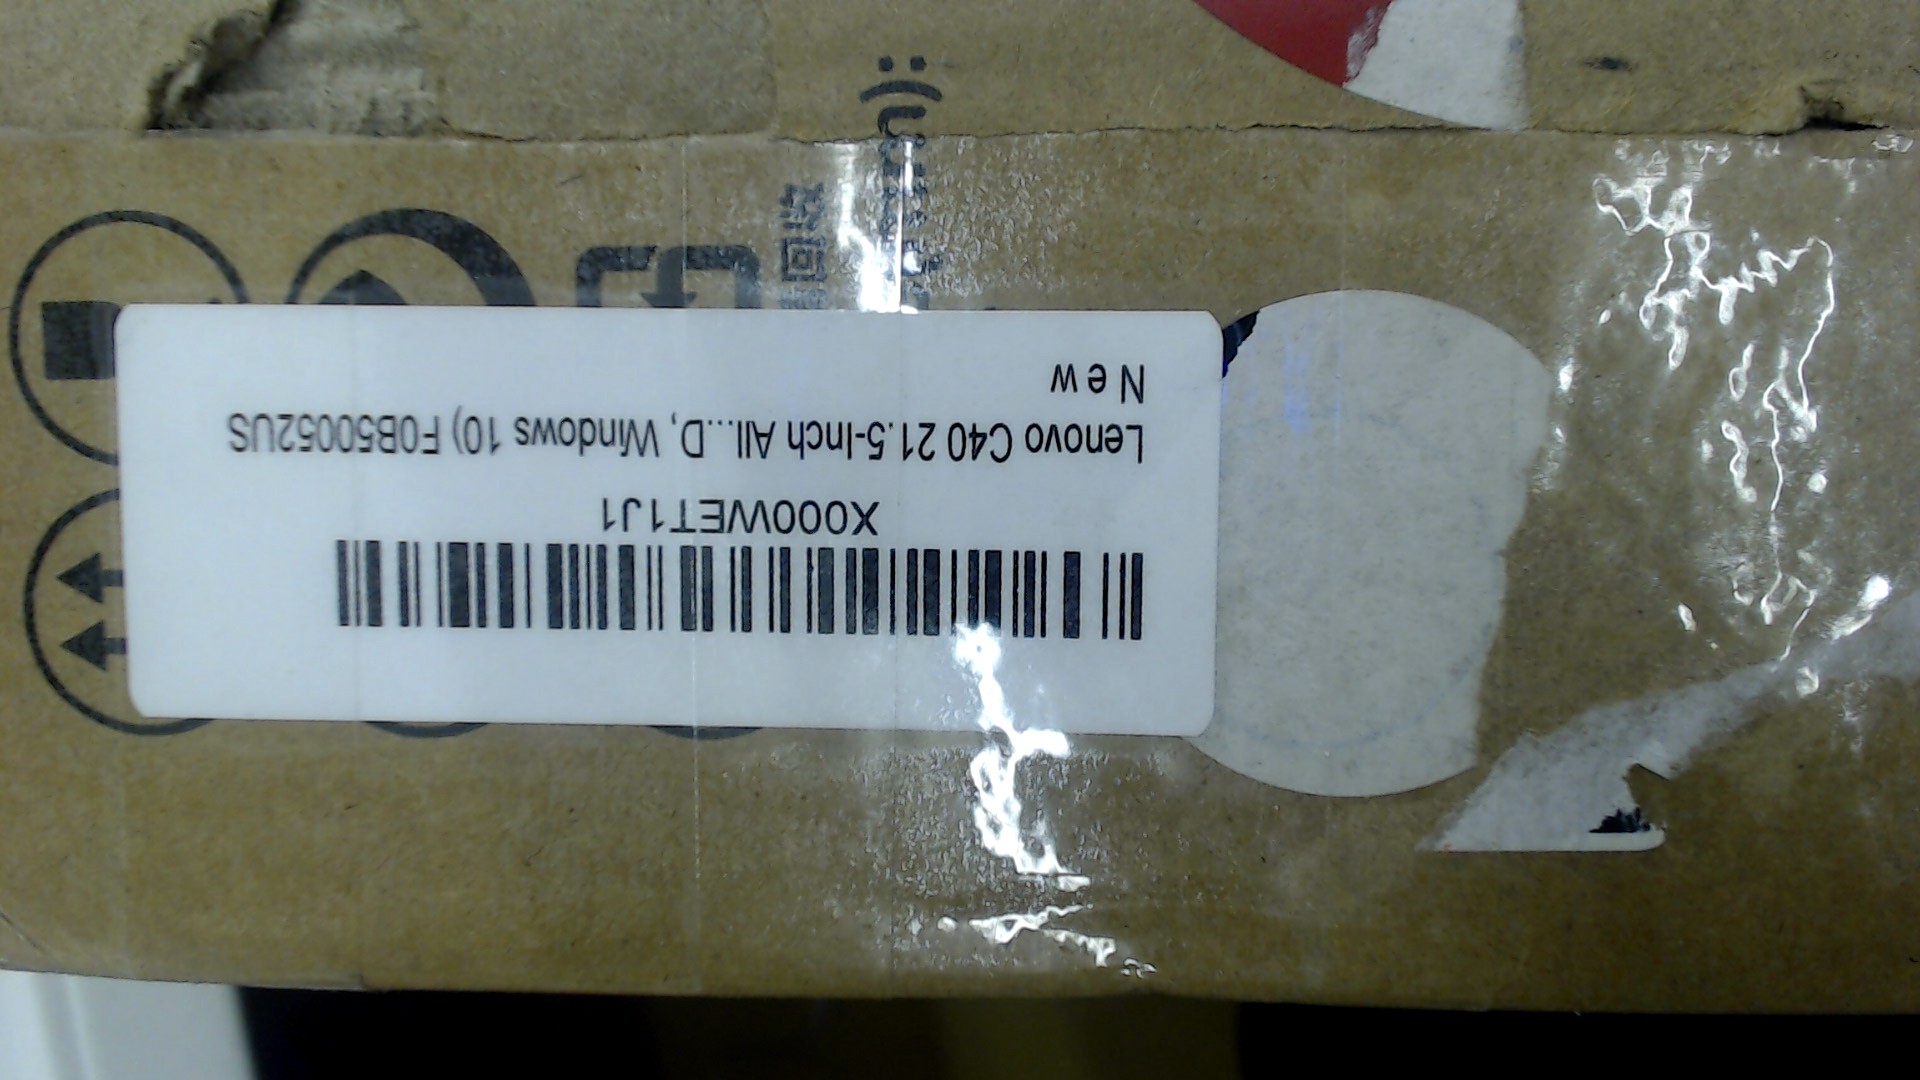 X000WET1J1
Lenovo C40 21.5-Inch All...D, Windows 10) F0B50052US
New